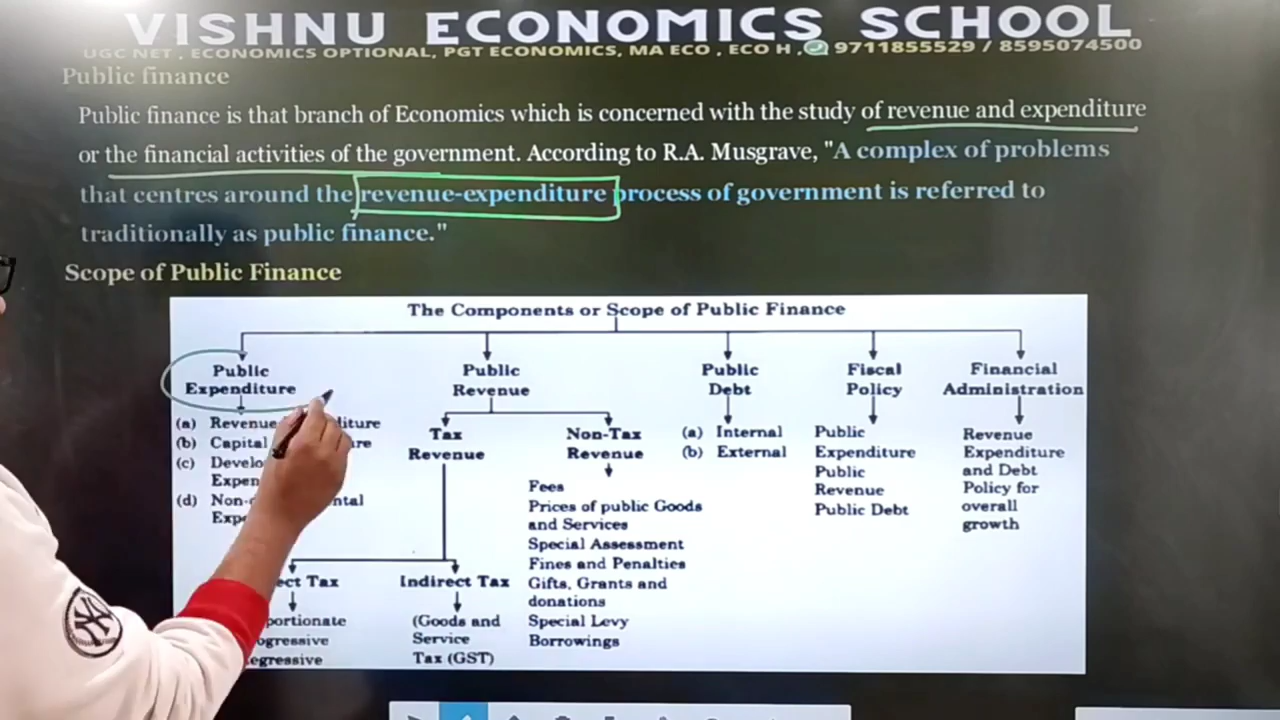 VISHNU ECONOMICS SCHOOL
UGC NET , ECONOMICS OPTIONAL, PGT ECONOMICS, MA ECO , ECO H , 9711855529 / 8595074500
Public finance
Public finance is that branch of Economics which is concerned with the study of revenue and expenditure
or the financial activities of the government. According to R.A. Musgrave, "A complex of problems
that centres around the revenue-expenditure process of government is referred to
traditionally as public finance."
Scope of Public Finance
The Components or Scope of Public Finance
Public
Expenditure
(a) Revenue
(b) Capital
(c)
(d)
Public
Revenue
Tax
Revenue
Tax
Indirect Tax
(Goods and
Service
Tax (GST)
Non-Tax
Revenue
Fees
Prices of public Goods
and Services
Special Assessment
Fines and Penalties
Gifts, Grants and
donations
Special Levy
Borrowings
Public
Debt
(a) Internal
(b) External
Fiscal
Policy
Public
Expenditure
Public
Revenue
Public Debt
Financial
Administration
Revenue
Expenditure
and Debt
Policy for
overall
growth